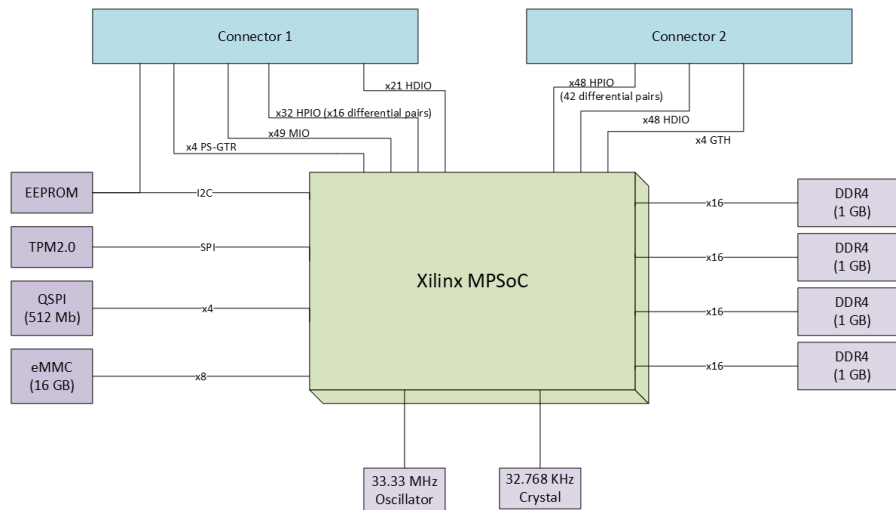 Connector 1
Connector 2
x21 HDIO
x48 HPIO
(42 differential pairs)
x32 HPIO (x16 differential pairs)
x49 MIO
x48 HDIO
x4 PS-GTR
x4 GTH
EEPROM
I2C
TPM2.0
SPI
QSPI
(512 Mb)
x4
eMMC
(16 GB)
x8
Xilinx MPSoC
x16
DDR4
(1 GB)
x16
DDR4
(1 GB)
x16
DDR4
(1 GB)
x16
DDR4
(1 GB)
33.33 MHz
Oscillator
32.768 KHz
Crystal